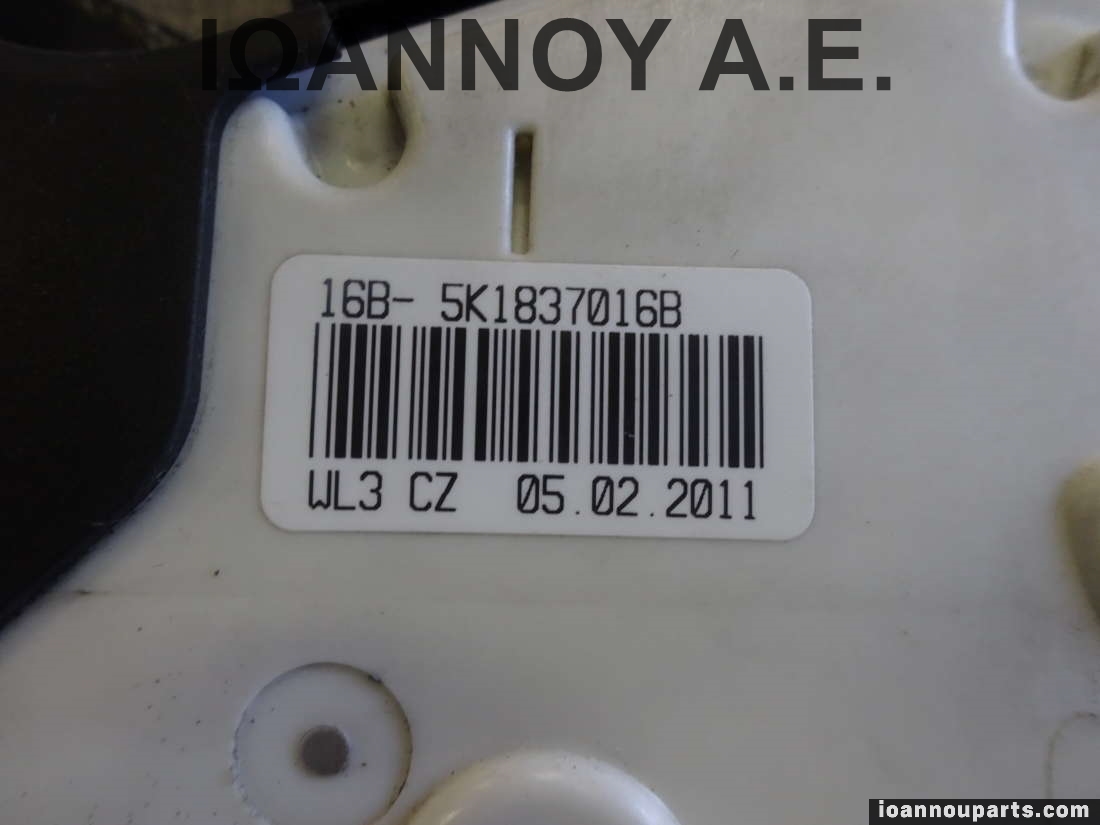 ΙΩΑΝΝΟΥ Α.Ε.
16B- 5K1837016B
WL3 CZ 05.02.2011
ioannouparts.com